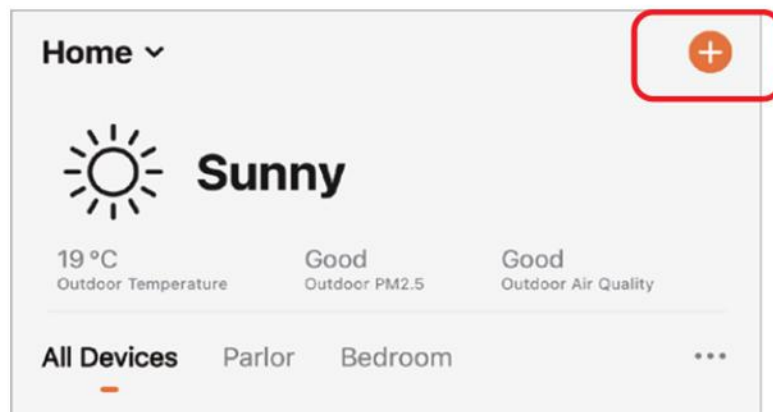 Home
Sunny
19 °C Good Good
Outdoor Temperature Outdoor PM2.5 Outdoor Air Quality
All Devices Parlor Bedroom